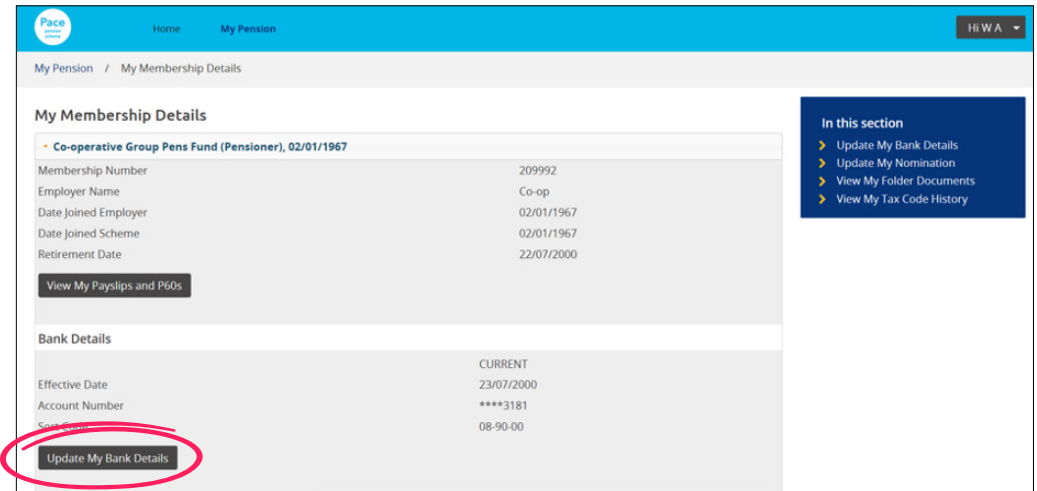 Pace
pension
scheme
Home My Pension
Hi W A
My Pension / My Membership Details
My Membership Details
Co-operative Group Pens Fund (Pensioner), 02/01/1967
Membership Number 209992
Employer Name Co-op
Date Joined Employer 02/01/1967
Date Joined Scheme 02/01/1967
Retirement Date 22/07/2000
View My Payslips and P60s
Bank Details
CURRENT
Effective Date 23/07/2000
Account Number ****3181
Sort Code 08-90-00
Update My Bank Details
In this section
Update My Bank Details
Update My Nomination
View My Folder Documents
View My Tax Code History